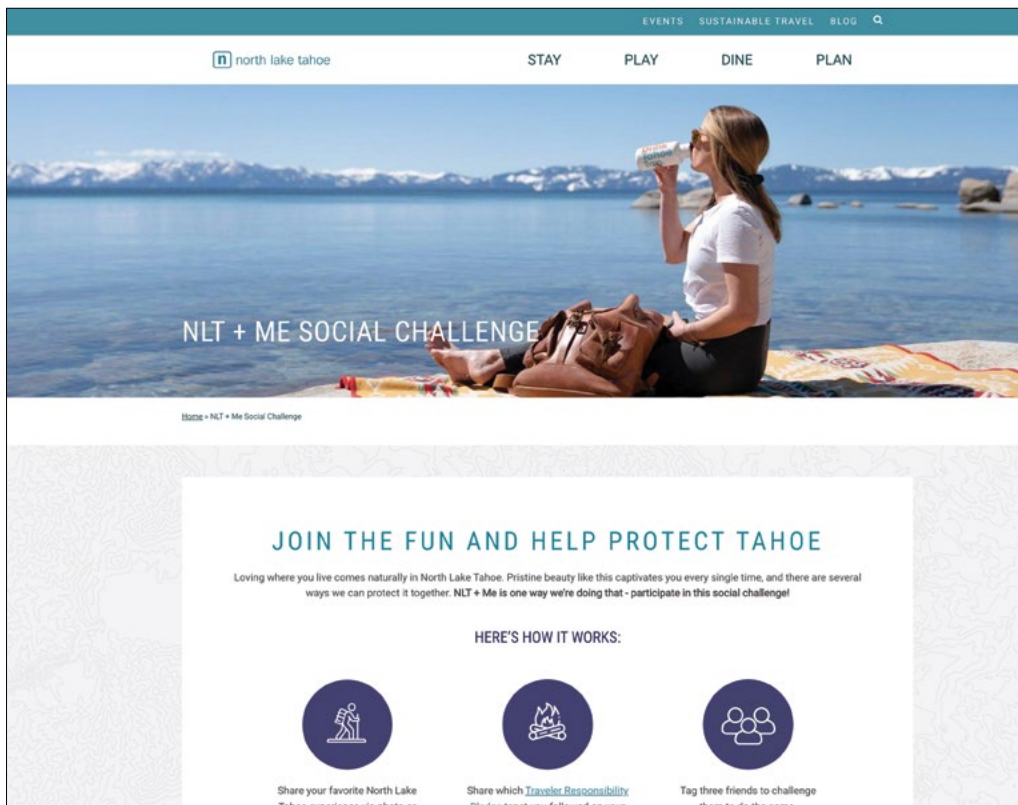 EVENTS SUSTAINABLE TRAVEL BLOG
n north lake tahoe STAY PLAY DINE PLAN
drink
tahoe
tap
NLT + ME SOCIAL CHALLENGE
Home » NLT + Me Social Challenge
JOIN THE FUN AND HELP PROTECT TAHOE
Loving where you live comes naturally in North Lake Tahoe. Pristine beauty like this captivates you every single time, and there are several
ways we can protect it together. NLT + Me is one way we're doing that - participate in this social challenge!
HERE'S HOW IT WORKS:
Share your favorite North Lake
Share which Traveler Responsibility
Tag three friends to challenge